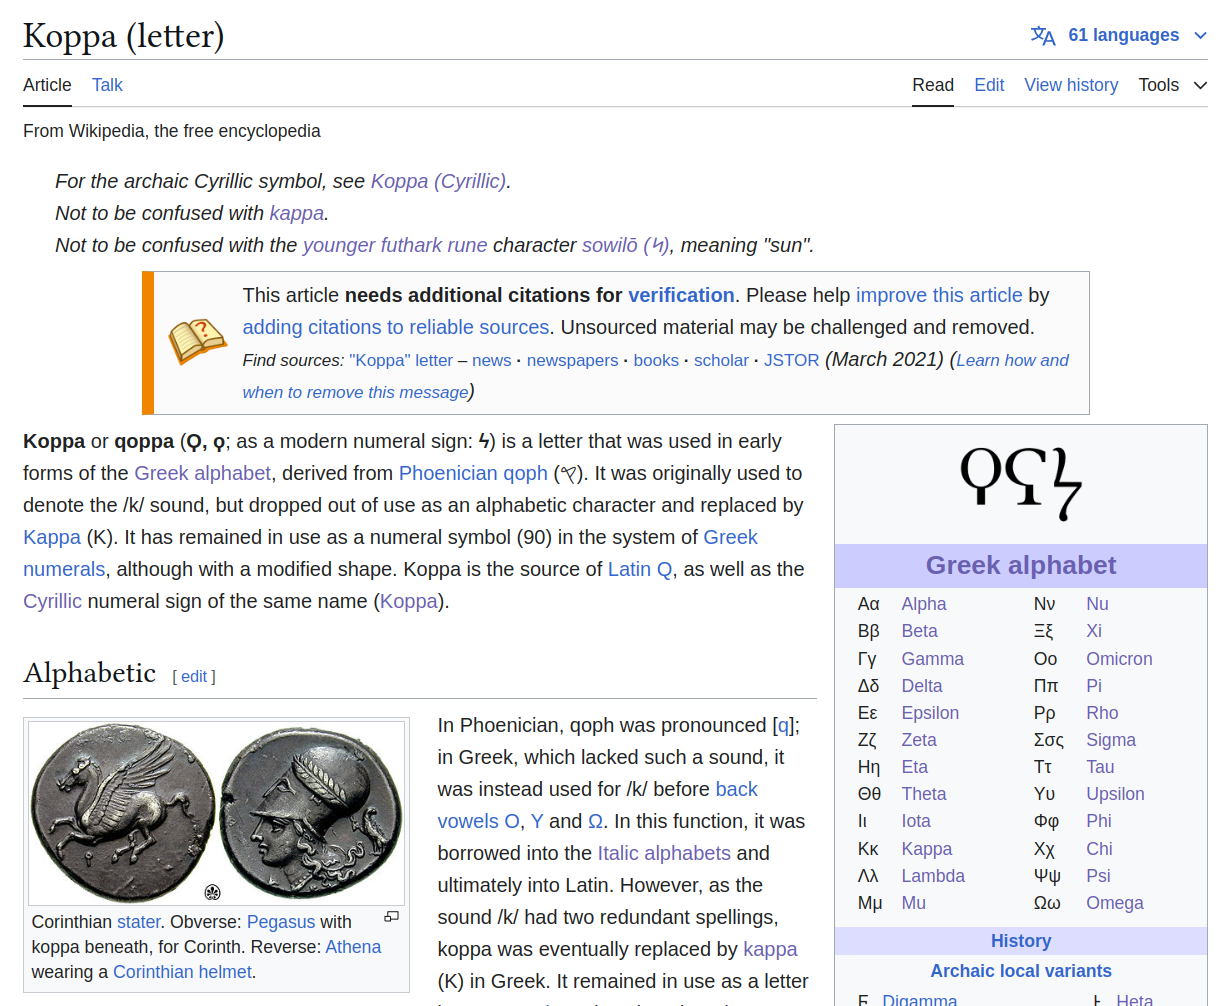 Koppa (letter)
61 languages
Article Talk
Read Edit View history Tools
From Wikipedia, the free encyclopedia
For the archaic Cyrillic symbol, see Koppa (Cyrillic).
Not to be confused with kappa.
Not to be confused with the younger futhark rune character sowilō (ᛋ), meaning "sun".
This article needs additional citations for verification. Please help improve this article by
adding citations to reliable sources. Unsourced material may be challenged and removed.
Find sources: "Koppa" letter – news · newspapers · books · scholar · JSTOR (March 2021) (Learn how and
when to remove this message)
Koppa or qoppa (Ϙ, ϙ; as a modern numeral sign: ϟ) is a letter that was used in early
forms of the Greek alphabet, derived from Phoenician qoph (𐤒). It was originally used to
denote the /k/ sound, but dropped out of use as an alphabetic character and replaced by
Kappa (Κ). It has remained in use as a numeral symbol (90) in the system of Greek
numerals, although with a modified shape. Koppa is the source of Latin Q, as well as the
Cyrillic numeral sign of the same name (Koppa).
Alphabetic [ edit ]
Corinthian stater. Obverse: Pegasus with
koppa beneath, for Corinth. Reverse: Athena
wearing a Corinthian helmet.
In Phoenician, qoph was pronounced [q];
in Greek, which lacked such a sound, it
was instead used for /k/ before back
vowels Ο, Υ and Ω. In this function, it was
borrowed into the Italic alphabets and
ultimately into Latin. However, as the
sound /k/ had two redundant spellings,
koppa was eventually replaced by kappa
(Κ) in Greek. It remained in use as a letter
Greek alphabet
Αα Alpha Νν Nu
Ββ Beta Ξξ Xi
Γγ Gamma Οο Omicron
Δδ Delta Ππ Pi
Εε Epsilon Ρρ Rho
Ζζ Zeta Σσς Sigma
Ηη Eta Ττ Tau
Θθ Theta Υυ Upsilon
Ιι Iota Φφ Phi
Κκ Kappa Χχ Chi
Λλ Lambda Ψψ Psi
Μμ Mu Ωω Omega
History
Archaic local variants
Ϝ Digamma Ͱ Heta